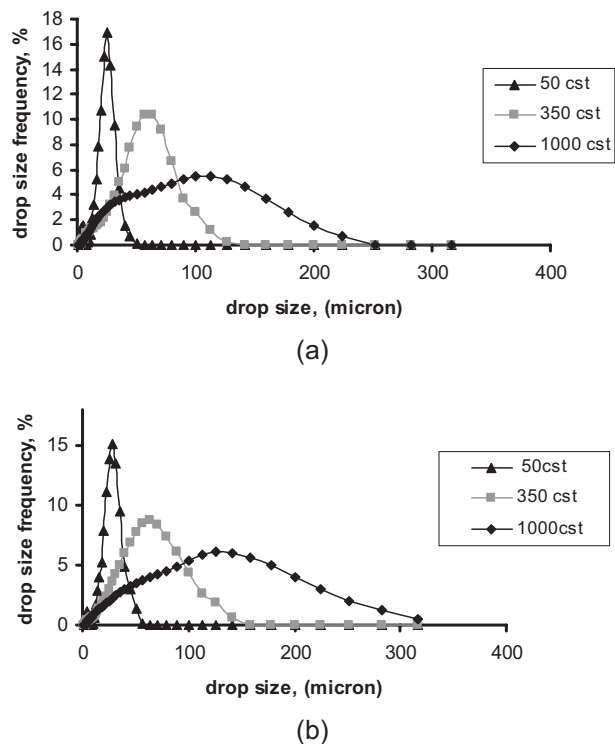 drop size frequency, %
18
16
14
12
10
8
6
4
2
0
0 100 200 300 400
drop size, (micron)
50 cst
350 cst
1000 cst
(a)
drop size frequency, %
15
10
5
0
0 100 200 300 400
drop size, (micron)
50cst
350 cst
1000cst
(b)